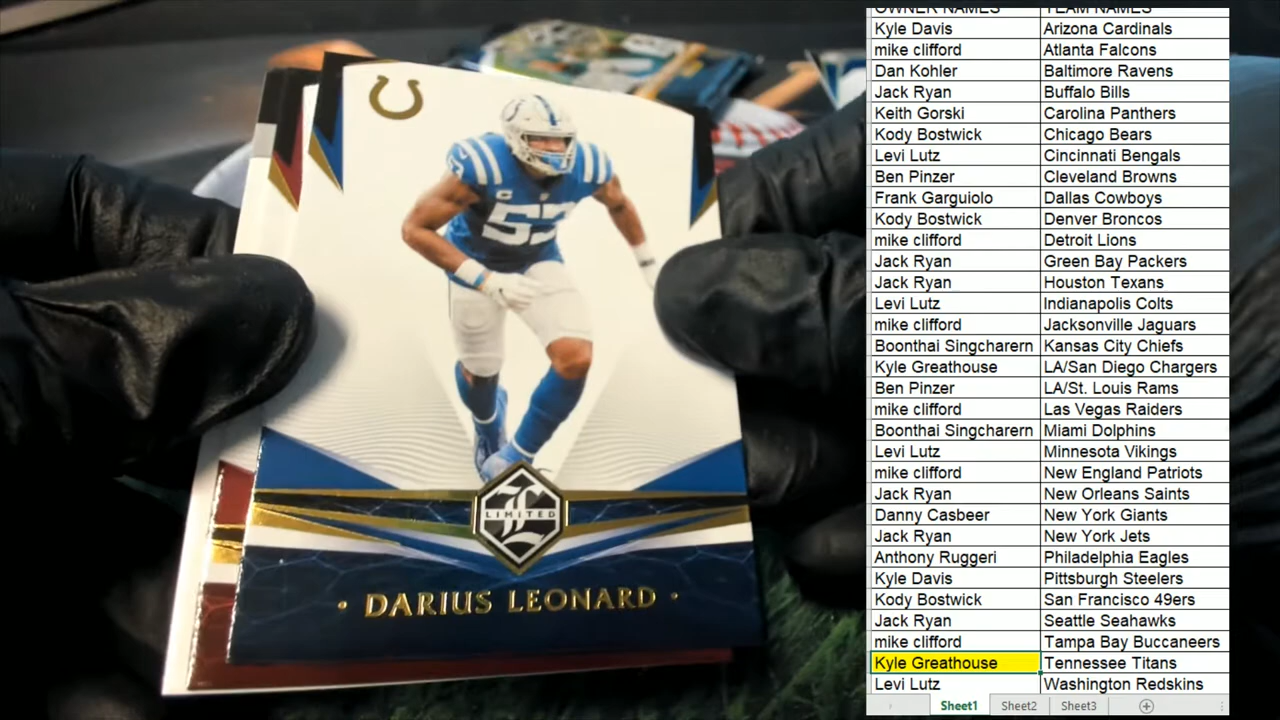 53
LIMITED
· DARIUS LEONARD ·
OWNER NAMES TEAM NAMES
Kyle Davis Arizona Cardinals
mike clifford Atlanta Falcons
Dan Kohler Baltimore Ravens
Jack Ryan Buffalo Bills
Keith Gorski Carolina Panthers
Kody Bostwick Chicago Bears
Levi Lutz Cincinnati Bengals
Ben Pinzer Cleveland Browns
Frank Garguiolo Dallas Cowboys
Kody Bostwick Denver Broncos
mike clifford Detroit Lions
Jack Ryan Green Bay Packers
Jack Ryan Houston Texans
Levi Lutz Indianapolis Colts
mike clifford Jacksonville Jaguars
Boonthai Singcharern Kansas City Chiefs
Kyle Greathouse LA/San Diego Chargers
Ben Pinzer LA/St. Louis Rams
mike clifford Las Vegas Raiders
Boonthai Singcharern Miami Dolphins
Levi Lutz Minnesota Vikings
mike clifford New England Patriots
Jack Ryan New Orleans Saints
Danny Casbeer New York Giants
Jack Ryan New York Jets
Anthony Ruggeri Philadelphia Eagles
Kyle Davis Pittsburgh Steelers
Kody Bostwick San Francisco 49ers
Jack Ryan Seattle Seahawks
mike clifford Tampa Bay Buccaneers
Kyle Greathouse Tennessee Titans
Levi Lutz Washington Redskins
Sheet1 Sheet2 Sheet3